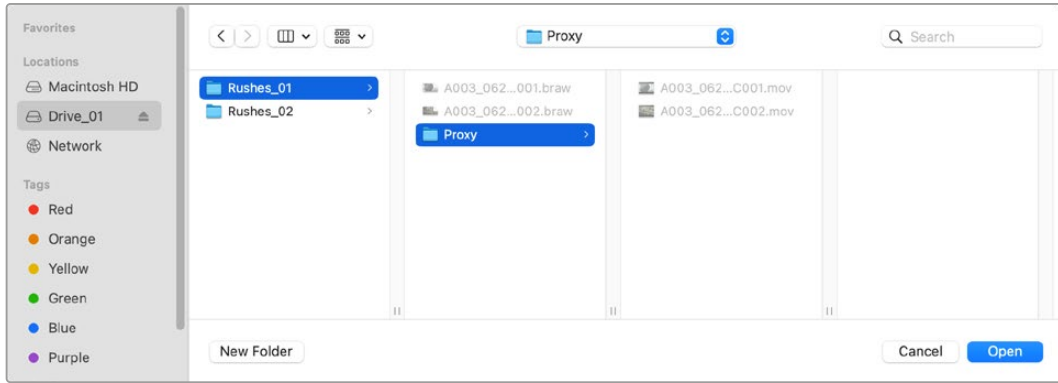 Favorites
Locations
Macintosh HD
Drive_01
Network
Tags
Red
Orange
Yellow
Green
Blue
Purple
Proxy
Search
Rushes_01
Rushes_02
A003_062...001.braw
A003_062...002.braw
Proxy
A003_062...C001.mov
A003_062...C002.mov
New Folder
Cancel
Open